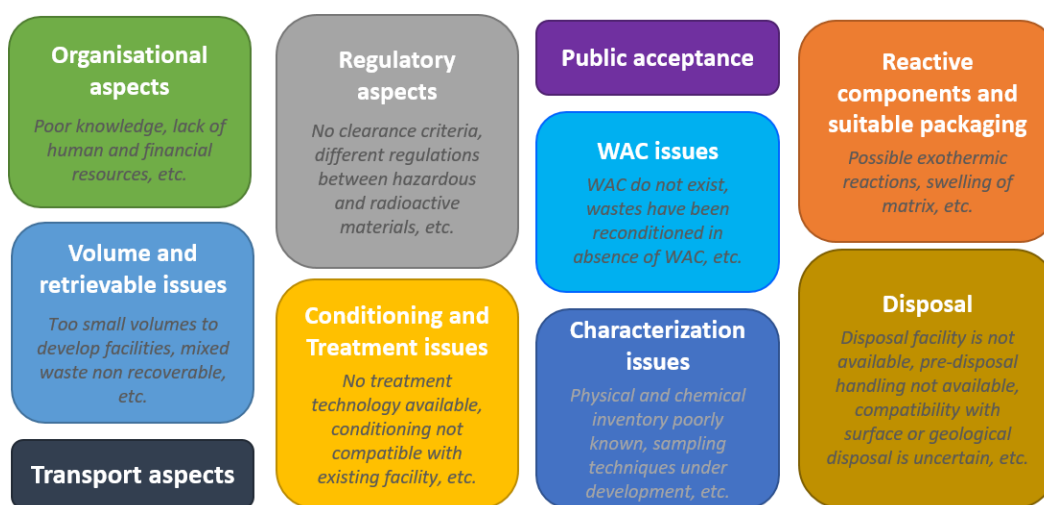 Organisational
aspects
Poor knowledge, lack of
human and financial
resources, etc.
Volume and
retrievable issues
Too small volumes to
develop facilities, mixed
waste non recoverable,
etc.
Transport aspects
Regulatory
aspects
No clearance criteria,
different regulations
between hazardous
and radioactive
materials, etc.
Conditioning and
Treatment issues
No treatment
technology available,
conditioning not
compatible with
existing facility, etc.
Public acceptance
WAC issues
WAC do not exist,
wastes have been
reconditioned in
absence of WAC, etc.
Characterization
issues
Physical and chemical
inventory poorly
known, sampling
techniques under
development, etc.
Reactive
components and
suitable packaging
Possible exothermic
reactions, swelling of
matrix, etc.
Disposal
Disposal facility is not
available, pre-disposal
handling not available,
compatibility with
surface or geological
disposal is uncertain, etc.